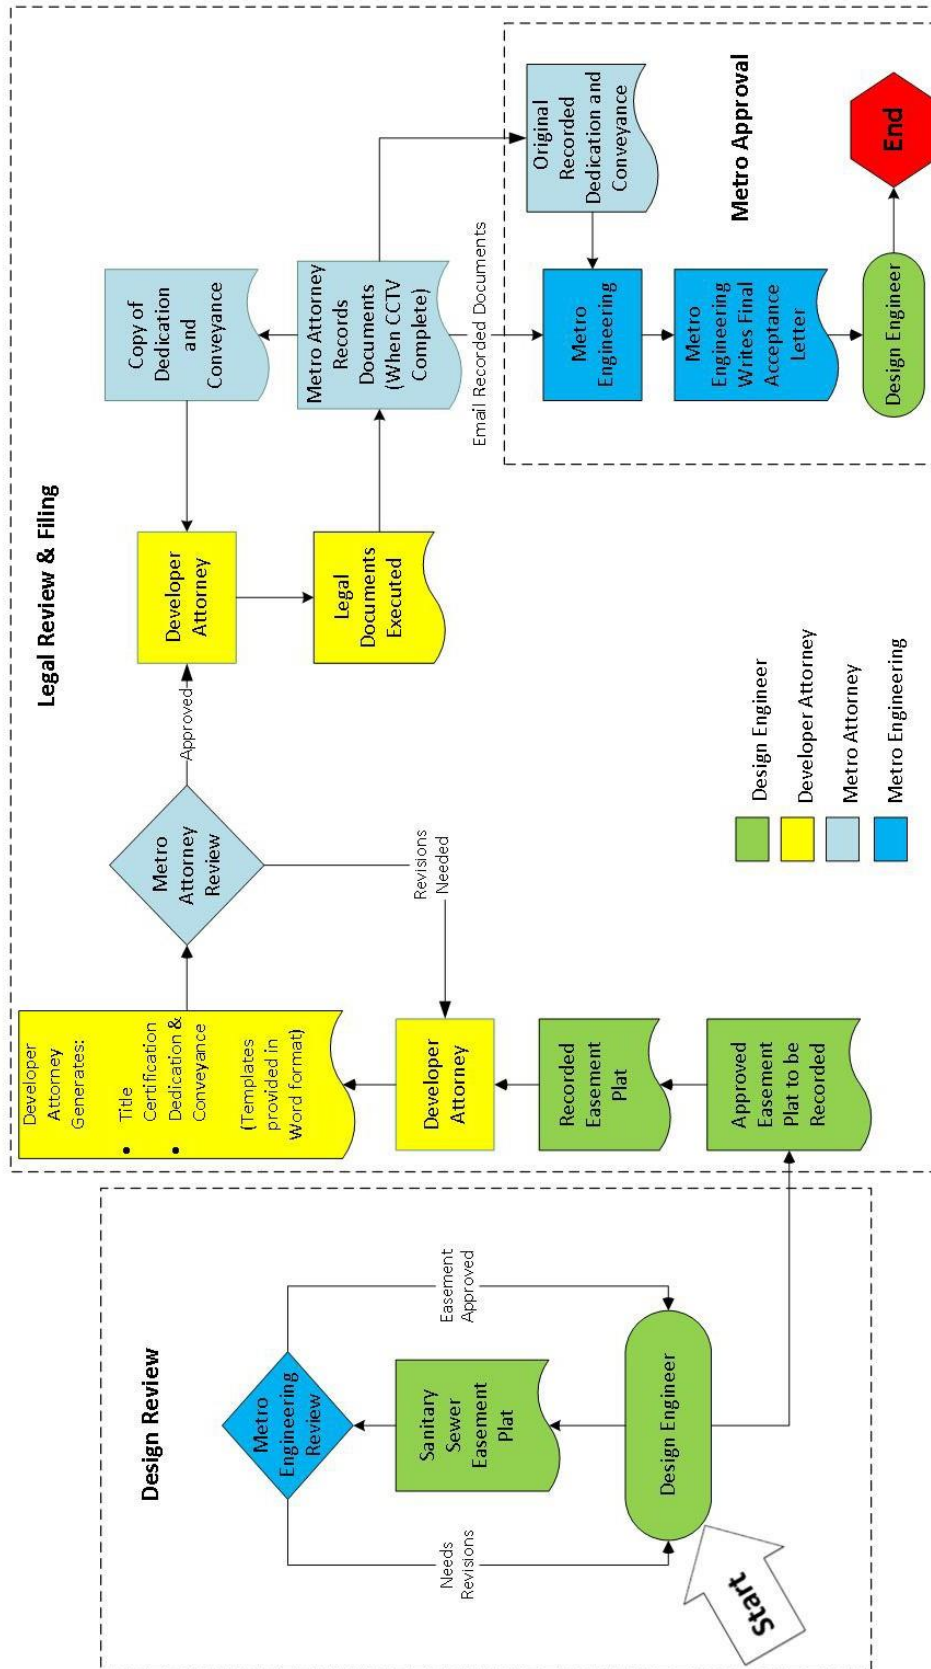 Design Review
Metro
Engineering
Review
Needs
Revisions
Easement
Approved
Sanitary
Sewer
Easement
Plat
Design Engineer
Start
Legal Review & Filing
Developer
Attorney
Generates:
• Title
Certification
• Dedication &
Conveyance
(Templates
provided in
Word format)
Developer
Attorney
Recorded
Easement
Plat
Approved
Easement
Plat to be
Recorded
Metro
Attorney
Review
Revisions
Needed
Approved
Developer
Attorney
Legal
Documents
Executed
Copy of
Dedication
and
Conveyance
Metro Attorney
Records
Documents
(When CCTV
Complete)
Email Recorded Documents
Original
Recorded
Dedication and
Conveyance
Metro Approval
Metro
Engineering
Metro
Engineering
Writes Final
Acceptance
Letter
Design Engineer
End
Design Engineer
Developer Attorney
Metro Attorney
Metro Engineering